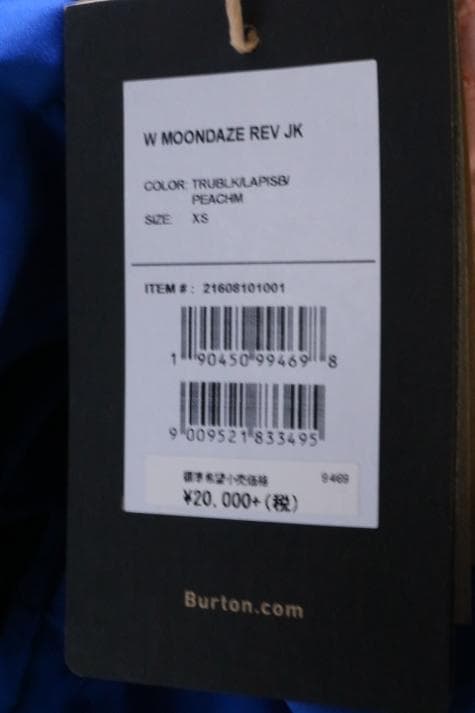 W MOONDAZE REV JK
COLOR: TRUBLK/LAPISB/
PEACHM
SIZE: XS
ITEM # : 21608101001
1 90450 99469 8
9 009521 833495
標準希望小売価格 9469
¥20,000+(税)
Burton.com